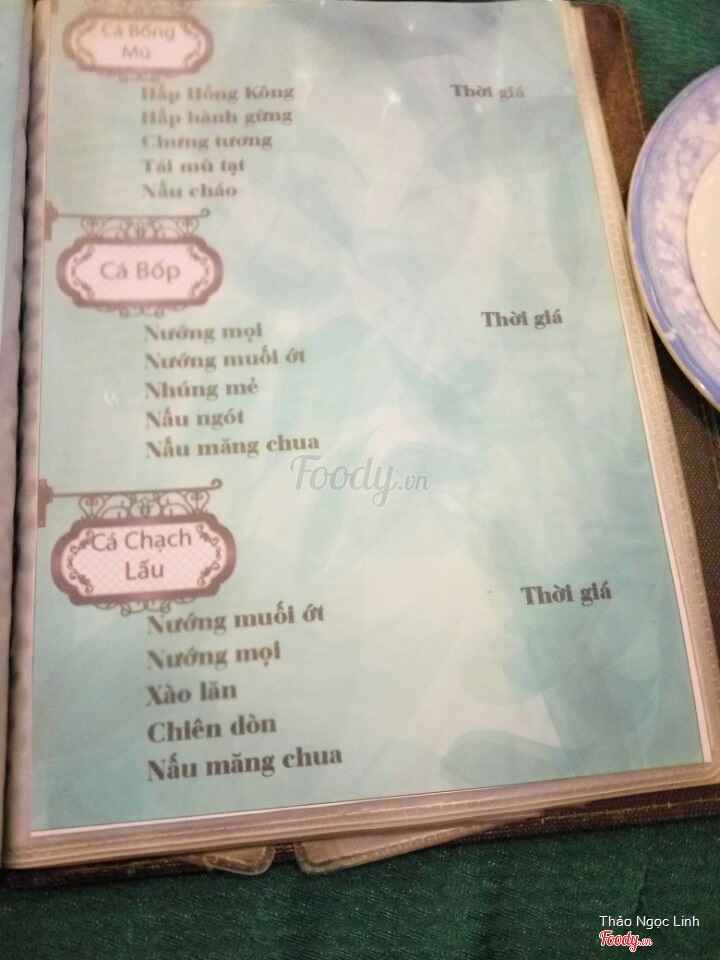 Cá Bống
Mú
Hấp Hồng Kông
Thời giá
Hấp hành gừng
Chưng tương
Tái mù tạt
Nấu cháo
Cá Bốp
Nướng mọi
Thời giá
Nướng muối ớt
Nhúng mẻ
Nấu ngót
Nấu măng chua
Foody.vn
Cá Chạch
Lấu
Nướng muối ớt
Thời giá
Nướng mọi
Xào lăn
Chiên dòn
Nấu măng chua
Thảo Ngọc Linh
Foody.vn